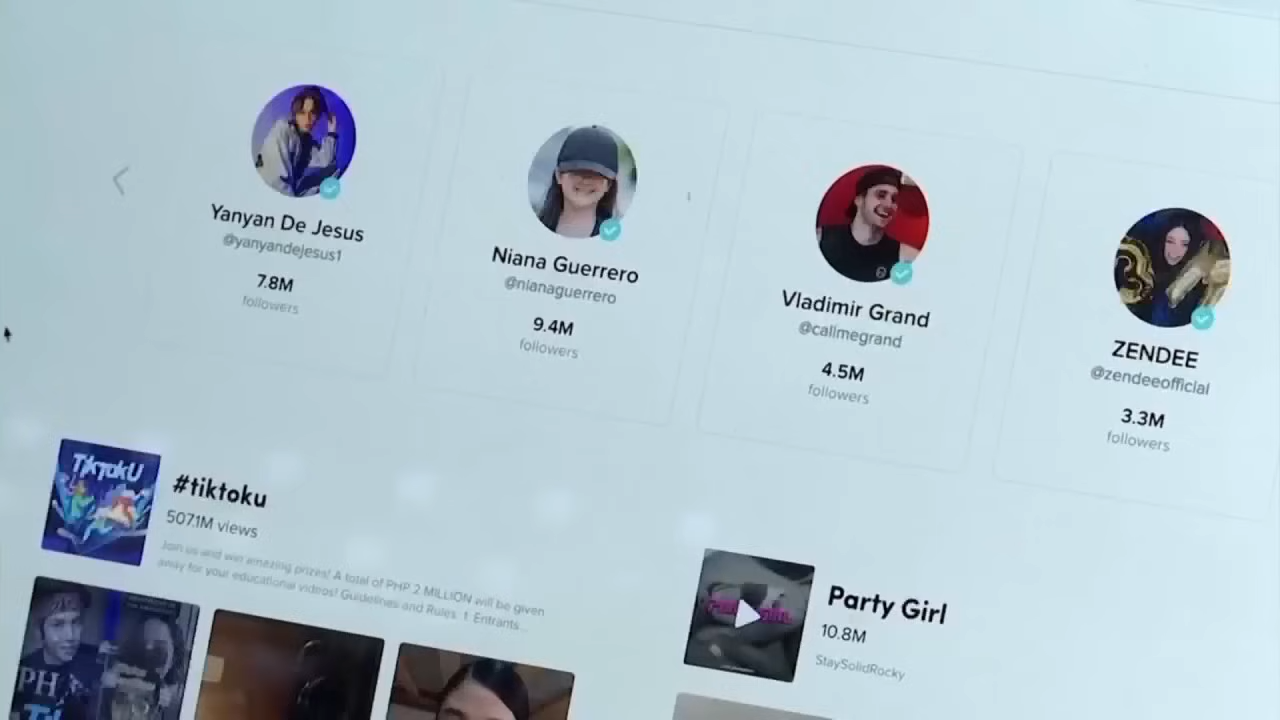 Yanyan De Jesus
@yanyandejesus1
7.8M
followers
Niana Guerrero
@nianaguerrero
9.4M
followers
Vladimir Grand
@callmegrand
4.5M
followers
ZENDEE
@zendeeofficial
3.3M
followers
TikTokU
#tiktoku
507.1M views
Join us and win amazing prizes! A total of PHP 2 MILLION will be given
away for your educational videos! Guidelines and Rules: 1. Entrants...
PH
Party Girl
10.8M
StaySolidRocky